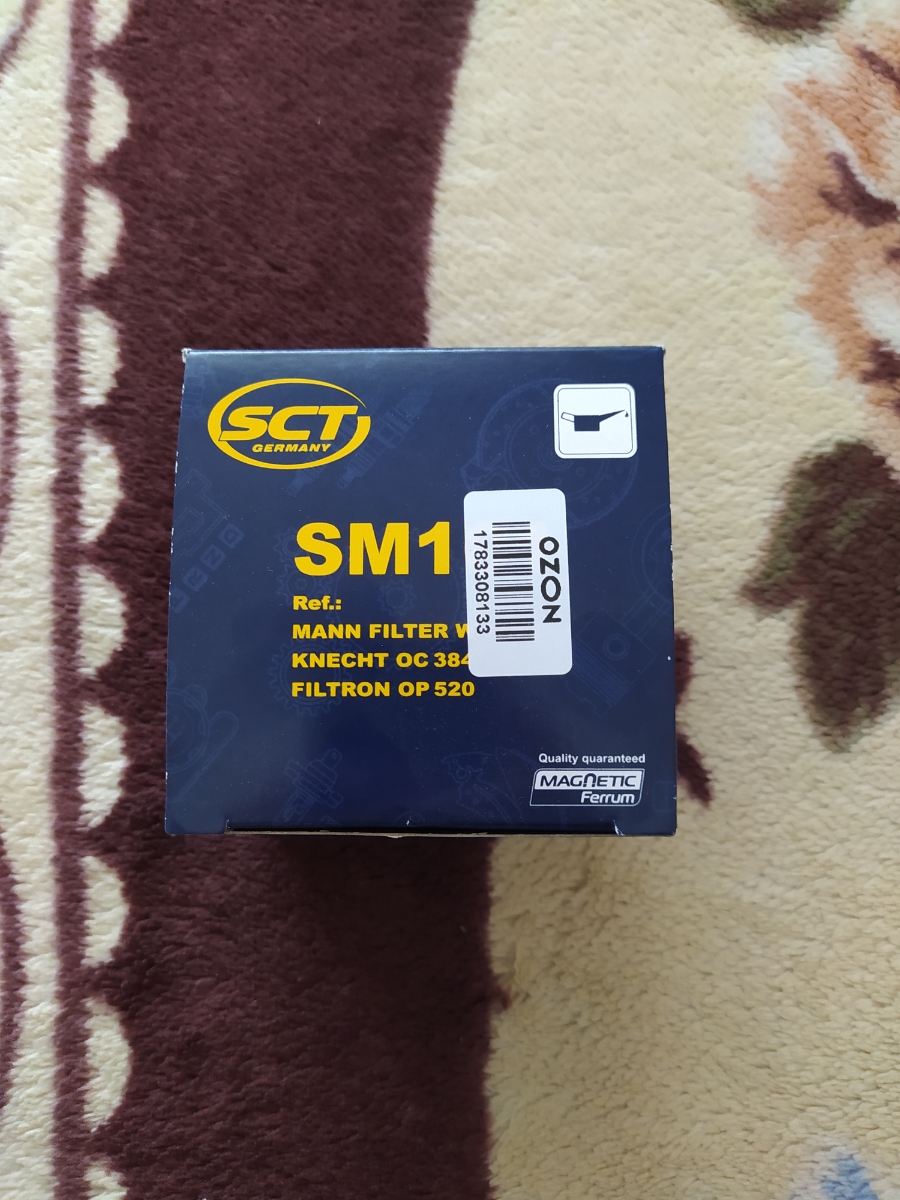 SCT
GERMANY
SM1
Ref.:
MANN FILTER
KNECHT OC 384
FILTRON OP 520
OZON
1783308133
Quality quaranteed
MAGNETIC
Ferrum